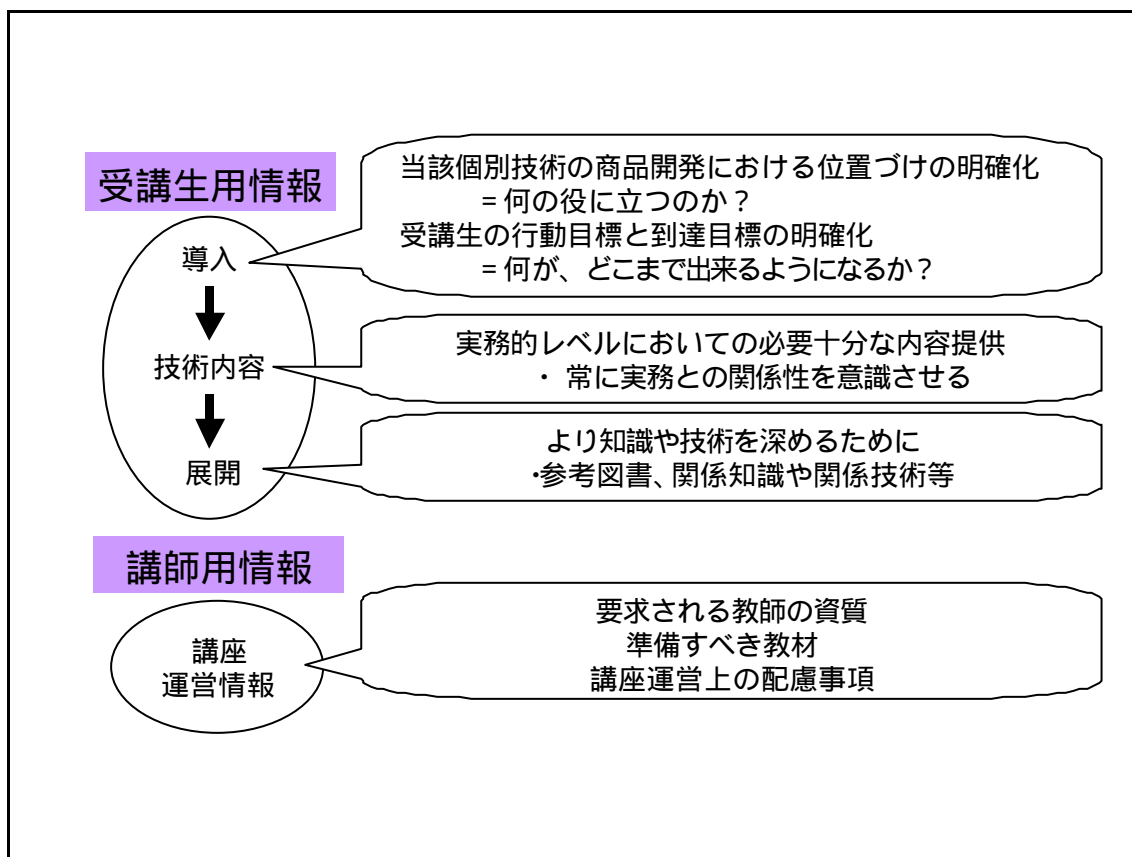 受講生用情報
当該個別技術の商品開発における位置づけの明確化
= 何の役に立つのか?
受講生の行動目標と到達目標の明確化
= 何が、どこまで出来るようになるか?
導入
技術内容
実務的レベルにおいての必要十分な内容提供
・ 常に実務との関係性を意識させる
展開
より知識や技術を深めるために
・参考図書、関係知識や関係技術等
講師用情報
講座
運営情報
要求される教師の資質
準備すべき教材
講座運営上の配慮事項